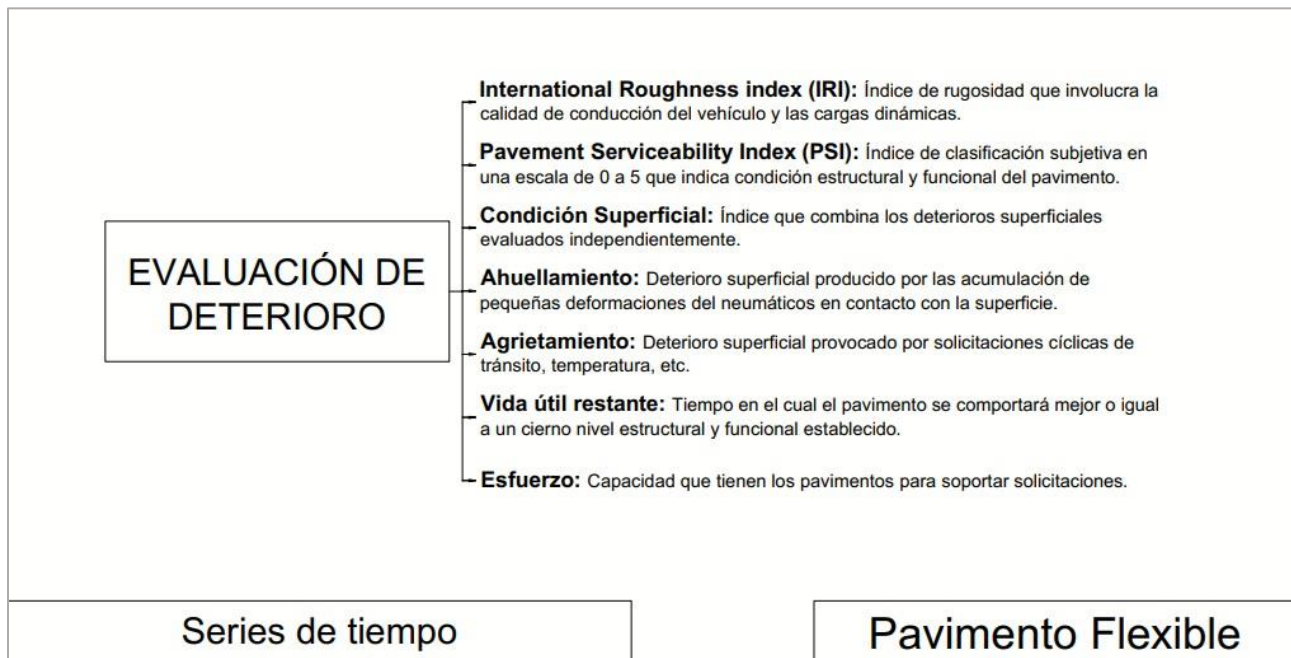 International Roughness index (IRI): Índice de rugosidad que involucra la
calidad de conducción del vehículo y las cargas dinámicas.
Pavement Serviceability Index (PSI): Índice de clasificación subjetiva en
una escala de 0 a 5 que indica condición estructural y funcional del pavimento.
Condición Superficial: Índice que combina los deterioros superficiales
evaluados independientemente.
EVALUACIÓN DE
DETERIORO
Ahuellamiento: Deterioro superficial producido por las acumulación de
pequeñas deformaciones del neumáticos en contacto con la superficie.
Agrietamiento: Deterioro superficial provocado por solicitaciones cíclicas de
tránsito, temperatura, etc.
Vida útil restante: Tiempo en el cual el pavimento se comportará mejor o igual
a un cierno nivel estructural y funcional establecido.
Esfuerzo: Capacidad que tienen los pavimentos para soportar solicitaciones.
Series de tiempo
Pavimento Flexible